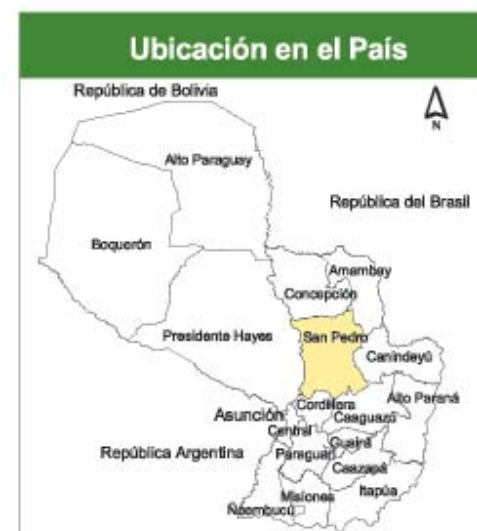 Ubicación en el País
República de Bolivia
N
Alto Paraguay
República del Brasil
Boquerón
Amambay
Concepción
Presidente Hayes
San Pedro
Canindeyú
Alto Paraná
Cordillera
Asunción
Caaguazú
Central
Guairá
República Argentina
Paraguarí
Caazapá
Itapúa
Misiones
Ñeembucú